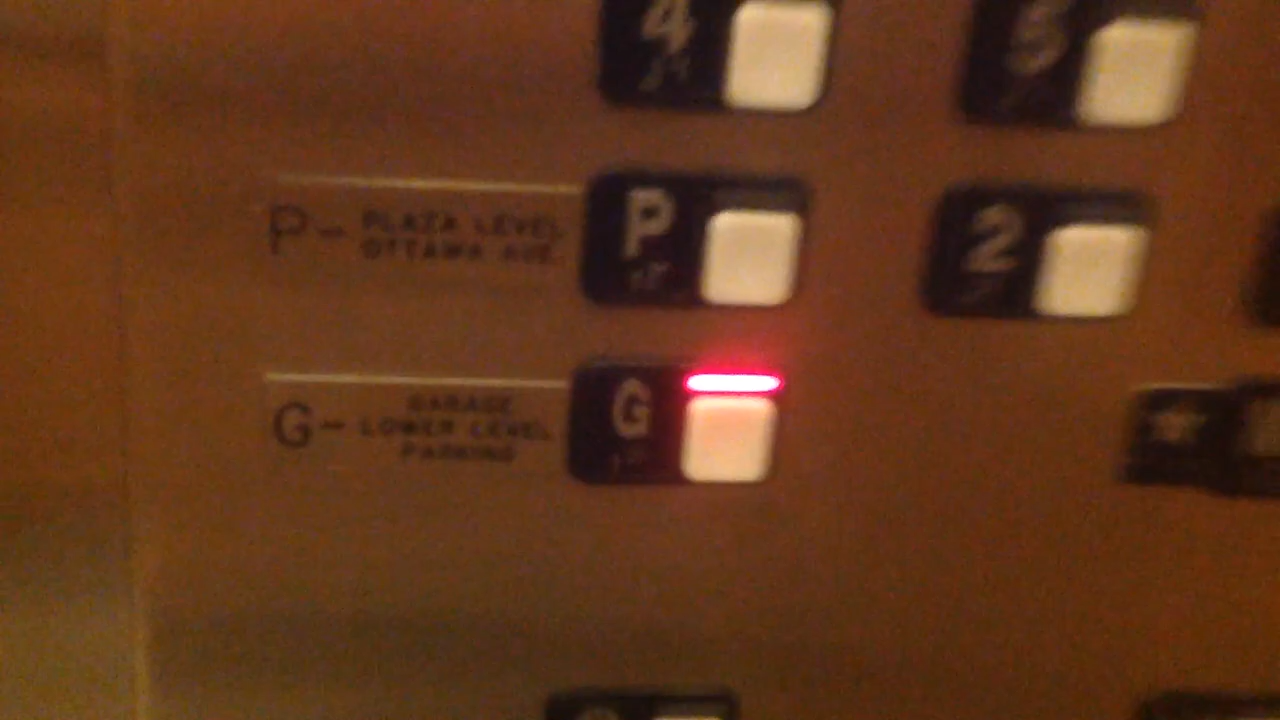 4 5
P- PLAZA LEVEL
OTTAWA AVE.
P 2
G- GARAGE
LOWER LEVEL
PARKING
G